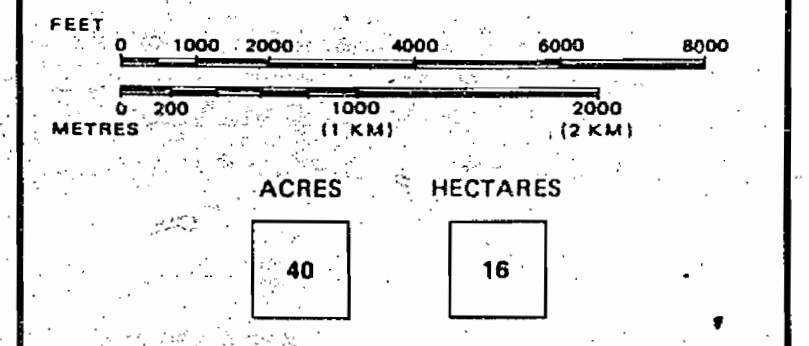 FEET
0 1000 2000 4000 6000 8000
0 200 1000 2000
METRES (1 KM) (2 KM)
ACRES HECTARES
40 16